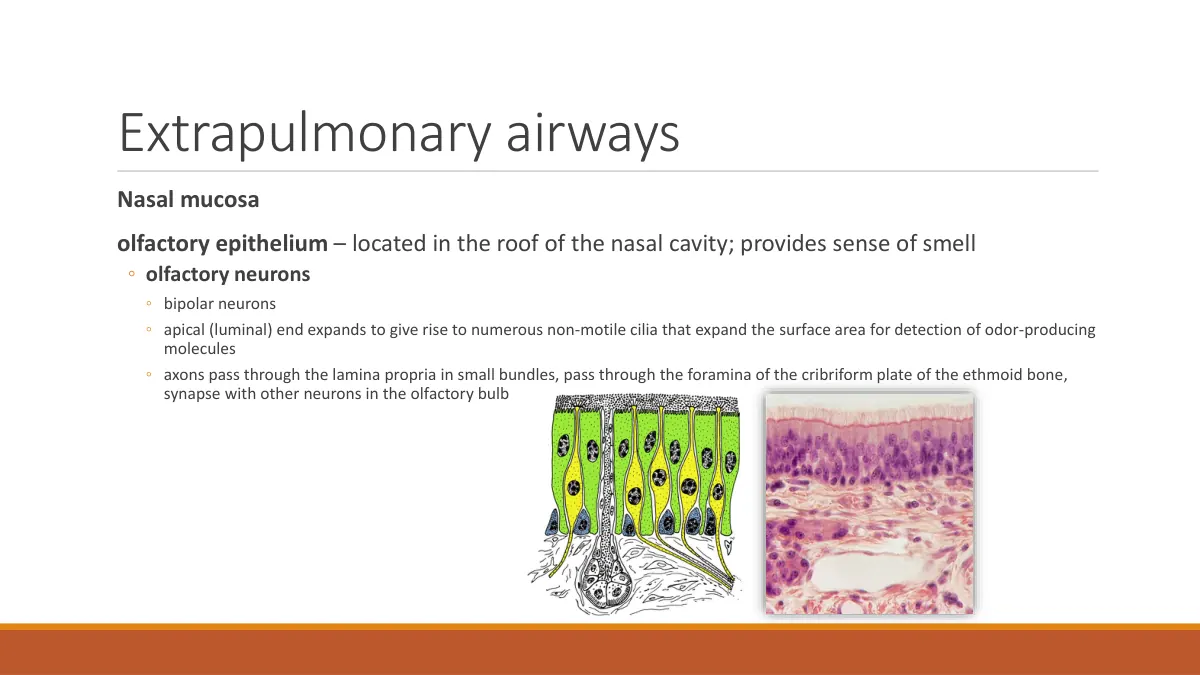 Extrapulmonary airways
Nasal mucosa
olfactory epithelium – located in the roof of the nasal cavity; provides sense of smell
◦ olfactory neurons
◦ bipolar neurons
◦ apical (luminal) end expands to give rise to numerous non-motile cilia that expand the surface area for detection of odor-producing
molecules
◦ axons pass through the lamina propria in small bundles, pass through the foramina of the cribriform plate of the ethmoid bone,
synapse with other neurons in the olfactory bulb